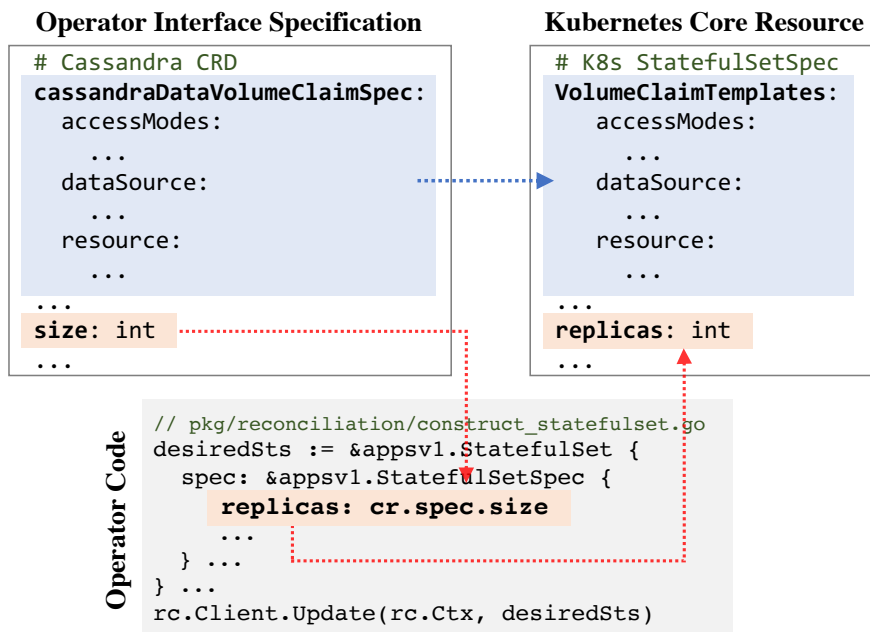 Operator Interface Specification
# Cassandra CRD
cassandraDataVolumeClaimSpec:
accessModes:
...
dataSource:
...
resource:
...
...
size: int
...
Kubernetes Core Resource
# K8s StatefulSetSpec
VolumeClaimTemplates:
accessModes:
...
dataSource:
...
resource:
...
...
replicas: int
...
Operator Code
// pkg/reconciliation/construct_statefulset.go
desiredSts := &appsv1.StatefulSet {
spec: &appsv1.StatefulSetSpec {
replicas: cr.spec.size
...
} ...
} ...
rc.Client.Update(rc.Ctx, desiredSts)